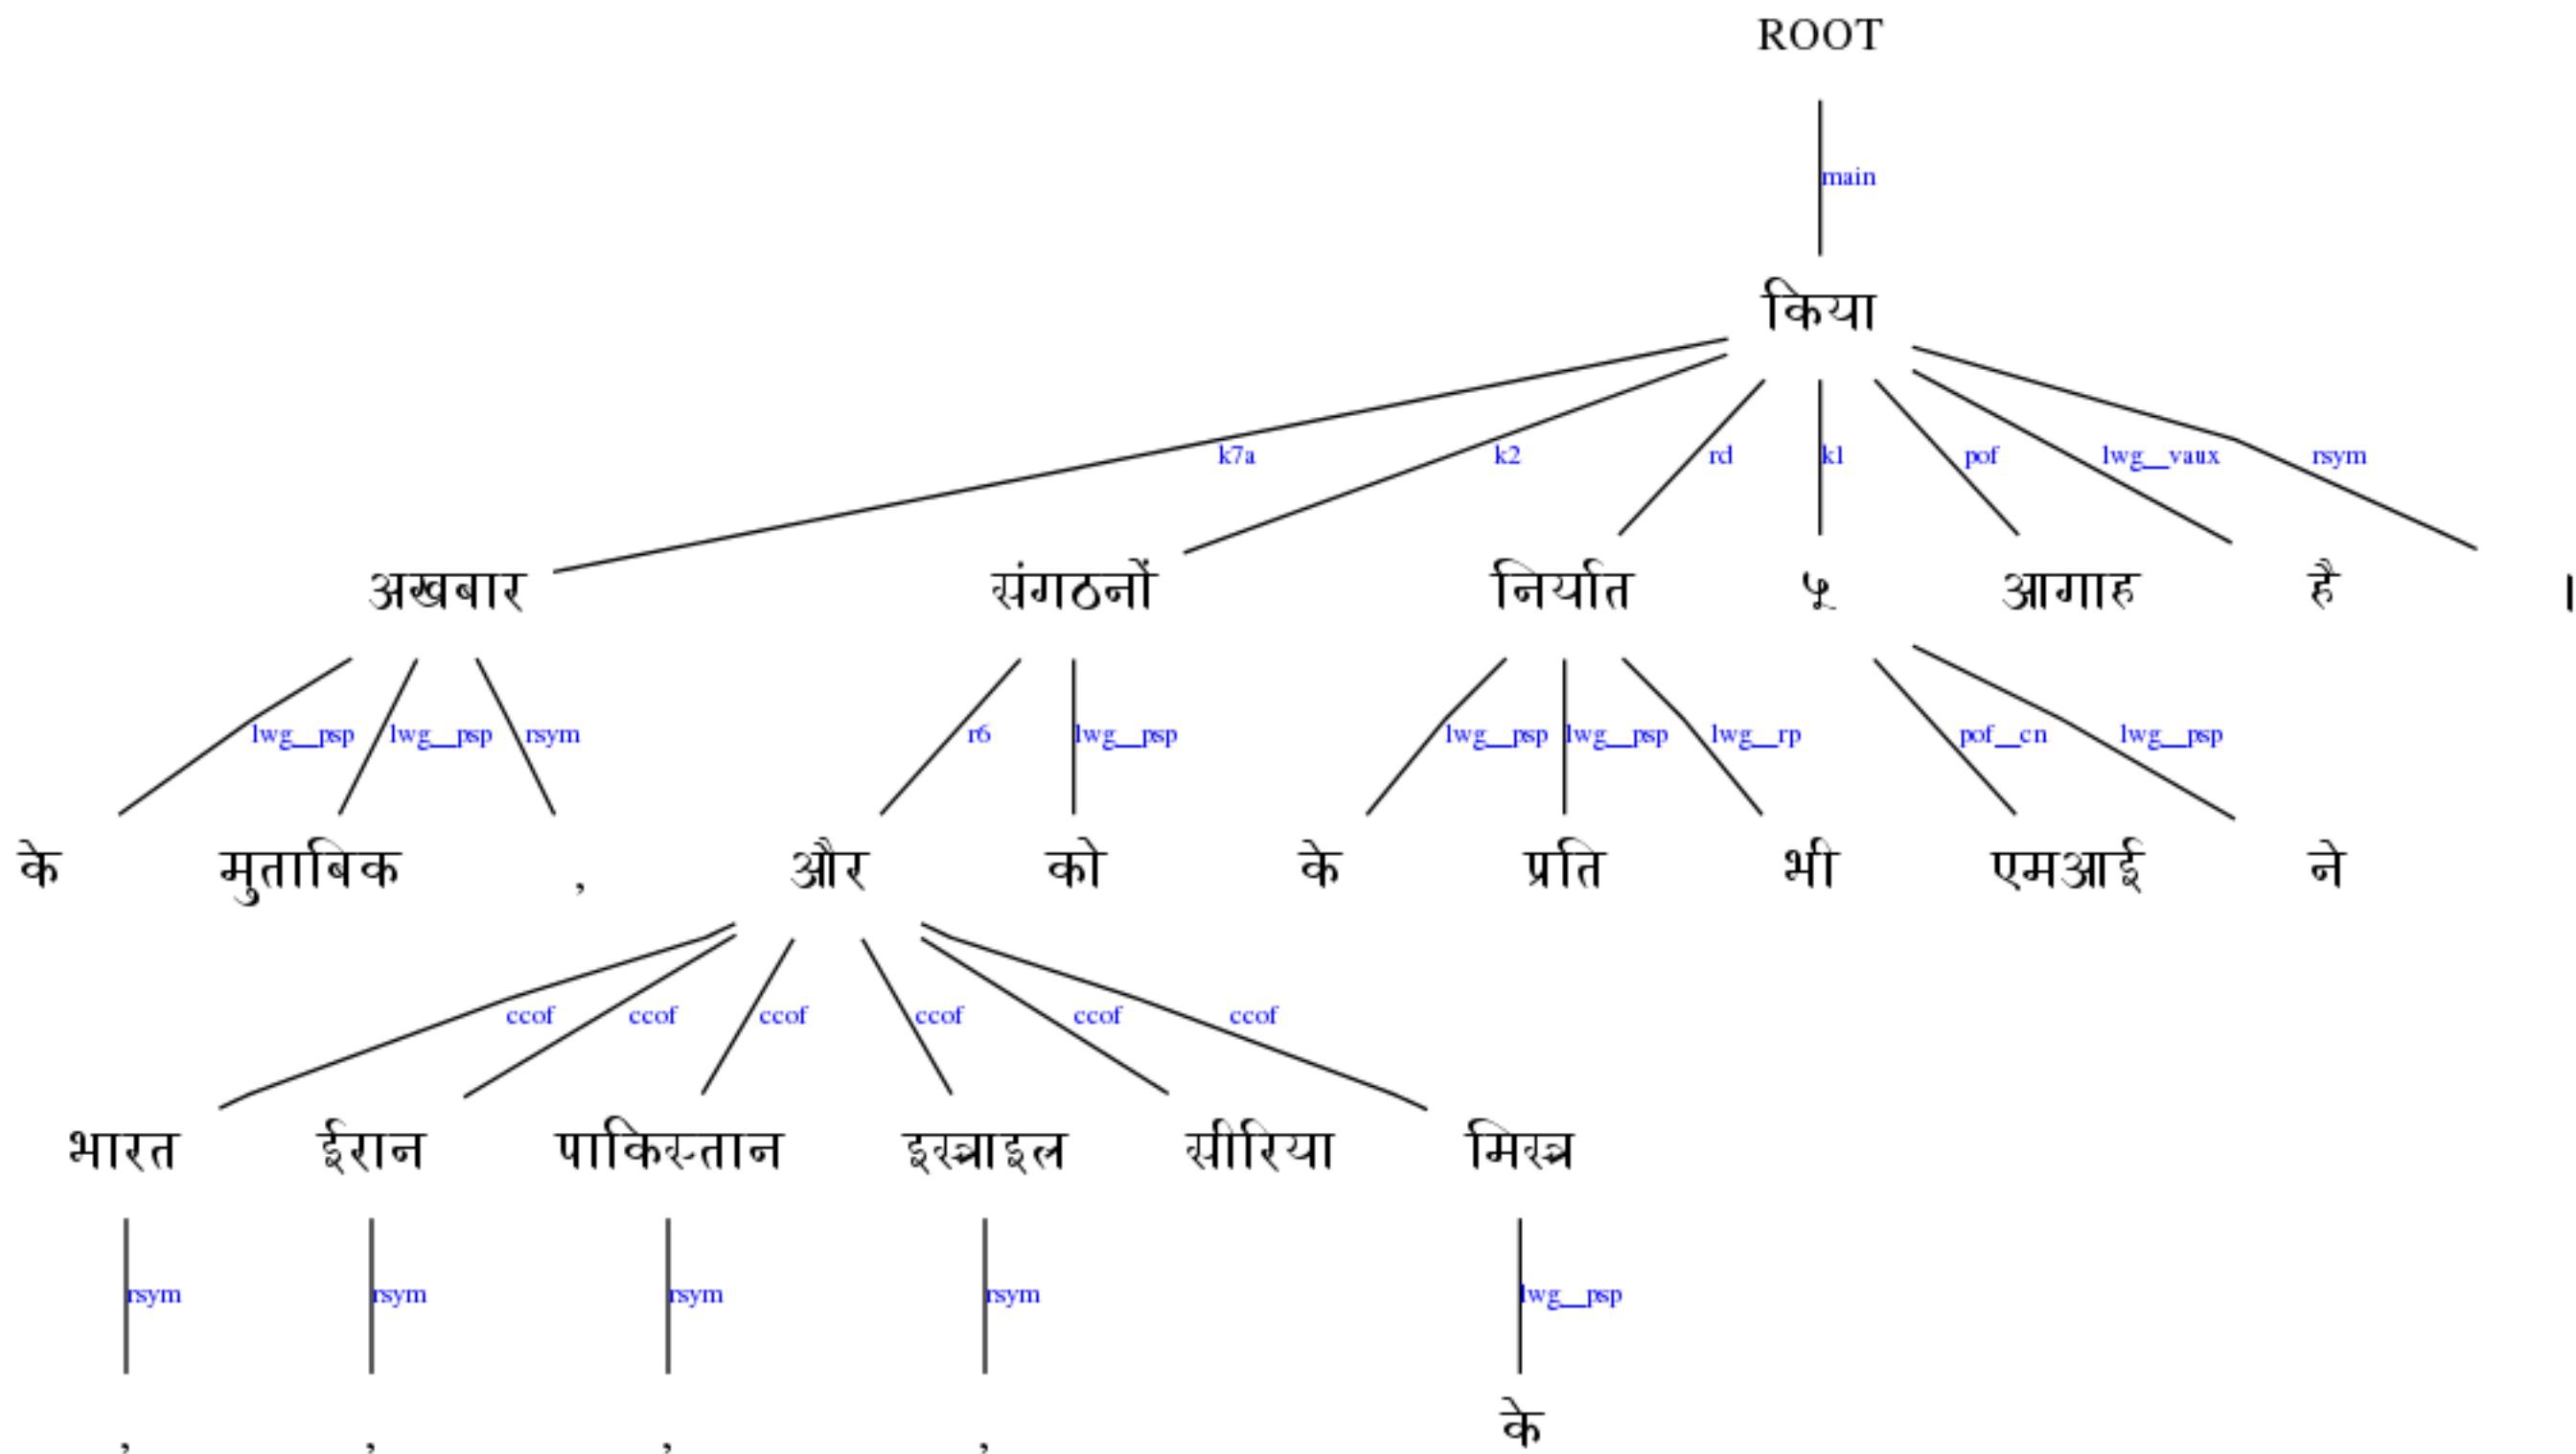 ROOT
main
किया
k7a k2 rd k1 pof lwg__vaux rsym
अखबार संगठनों निर्यात ५ आगाह है ।
lwg__psp lwg__psp rsym r6 lwg__psp lwg__psp lwg__psp lwg__rp pof__cn lwg__psp
के मुताबिक , और को के प्रति भी एमआई ने
ccof ccof ccof ccof ccof ccof
भारत ईरान पाकिस्तान इस्त्राइल सीरिया मिस्त्र
rsym rsym rsym rsym lwg__psp
, , , , के